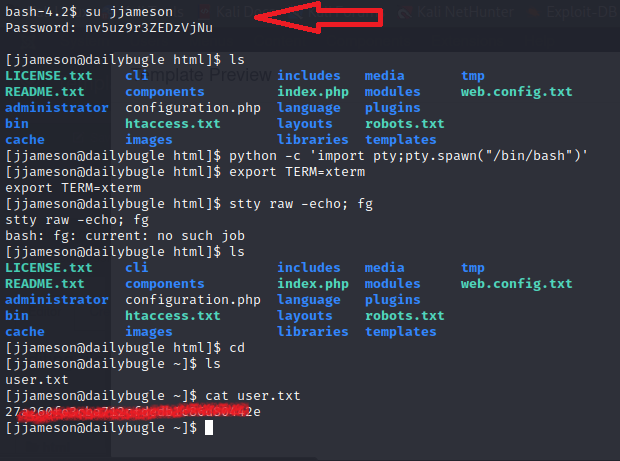 bash-4.2$ su jjameson
Password: nv5uz9r3ZEDzVjNu
[jjameson@dailybugle html]$ ls
LICENSE.txt cli includes media tmp
README.txt components index.php modules web.config.txt
administrator configuration.php language plugins
bin htaccess.txt layouts robots.txt
cache images libraries templates
[jjameson@dailybugle html]$ python -c 'import pty;pty.spawn("/bin/bash")'
[jjameson@dailybugle html]$ export TERM=xterm
export TERM=xterm
[jjameson@dailybugle html]$ stty raw -echo; fg
stty raw -echo; fg
bash: fg: current: no such job
[jjameson@dailybugle html]$ ls
LICENSE.txt cli includes media tmp
README.txt components index.php modules web.config.txt
administrator configuration.php language plugins
bin htaccess.txt layouts robots.txt
cache images libraries templates
[jjameson@dailybugle html]$ cd
[jjameson@dailybugle ~]$ ls
user.txt
[jjameson@dailybugle ~]$ cat user.txt
[jjameson@dailybugle ~]$